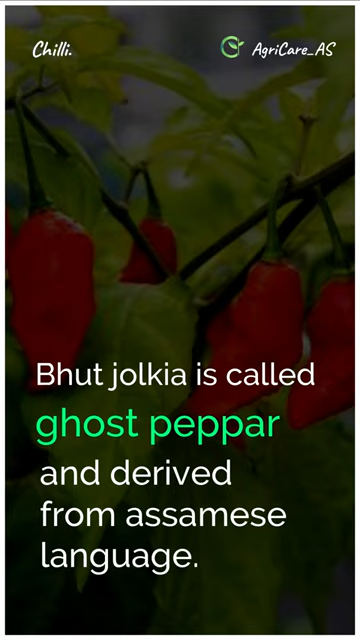 Chilli.
AgriCare_AS
Bhut jolkia is called
ghost peppar
and derived
from assamese
language.